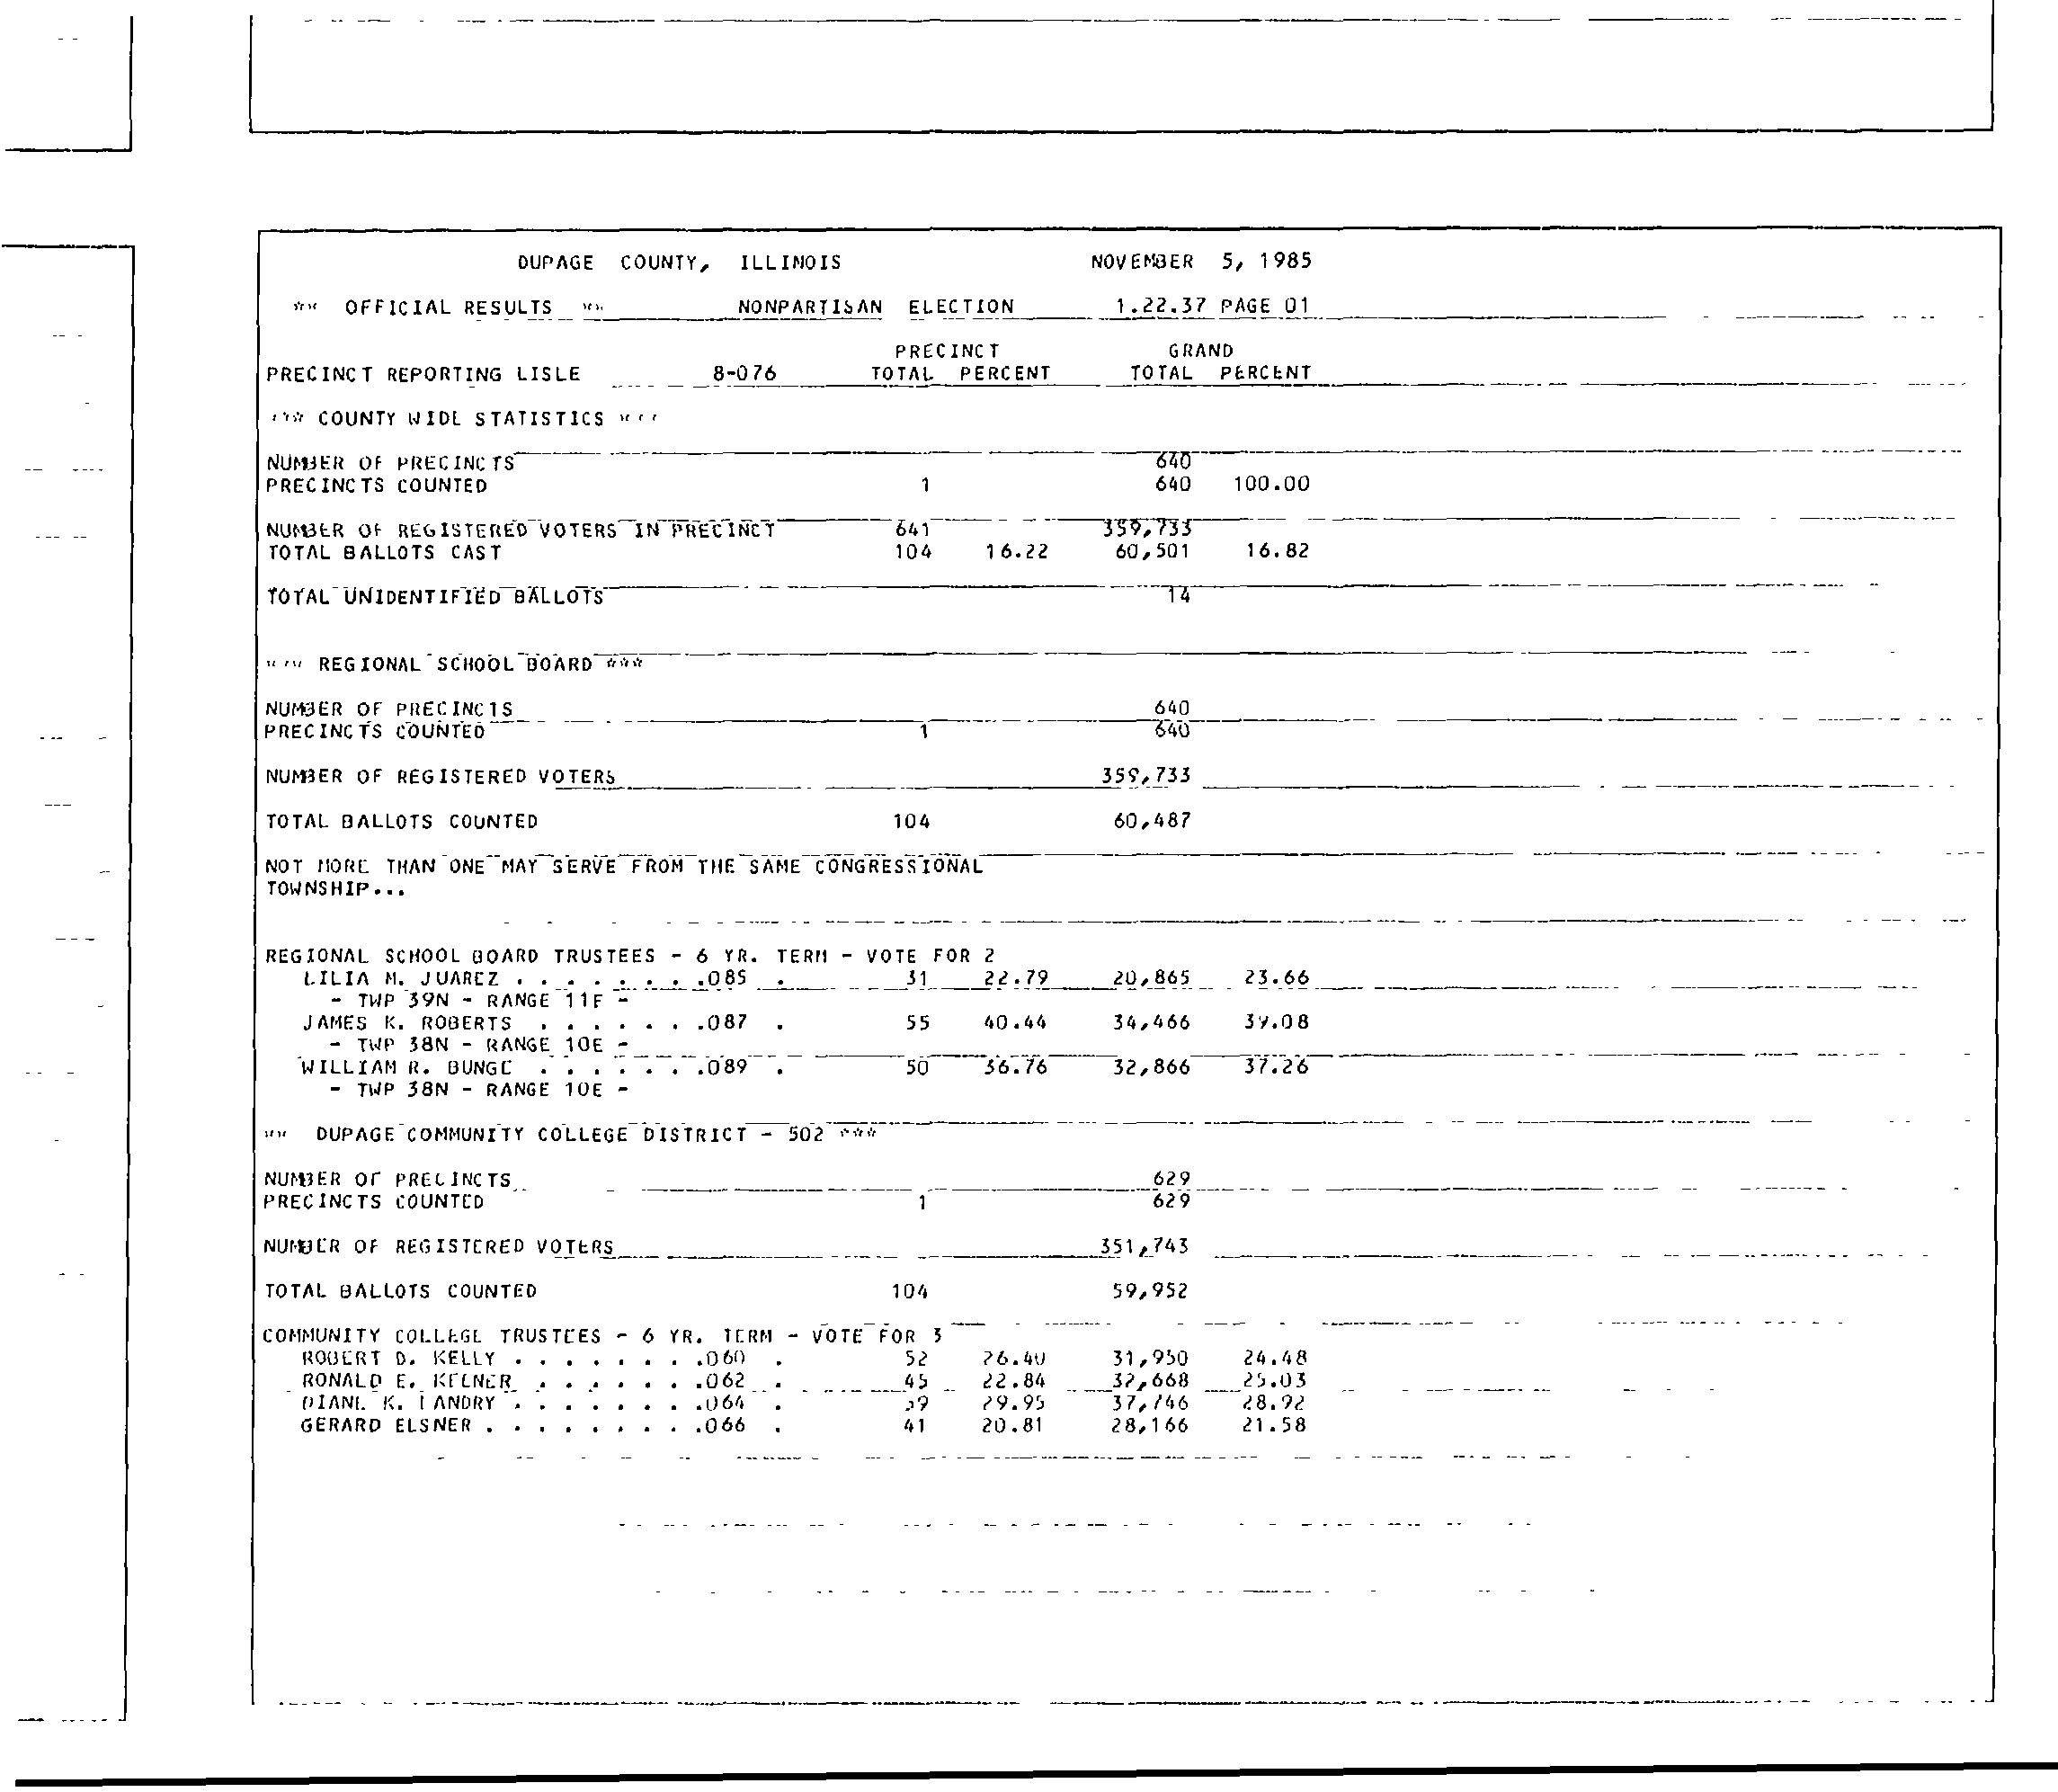 DUPAGE COUNTY, ILLINOIS NOVEMBER 5, 1985
** OFFICIAL RESULTS ** NONPARTISAN ELECTION 1.22.37 PAGE 01
PRECINCT GRAND
PRECINCT REPORTING LISLE 8-076 TOTAL PERCENT TOTAL PERCENT
*** COUNTY WIDE STATISTICS ***
NUMBER OF PRECINCTS 640
PRECINCTS COUNTED 1 640 100.00
NUMBER OF REGISTERED VOTERS IN PRECINCT 641 359,733
TOTAL BALLOTS CAST 104 16.22 60,501 16.82
TOTAL UNIDENTIFIED BALLOTS 14
*** REGIONAL SCHOOL BOARD ***
NUMBER OF PRECINCTS 640
PRECINCTS COUNTED 1 640
NUMBER OF REGISTERED VOTERS 359,733
TOTAL BALLOTS COUNTED 104 60,487
NOT MORE THAN ONE MAY SERVE FROM THE SAME CONGRESSIONAL
TOWNSHIP...
REGIONAL SCHOOL BOARD TRUSTEES - 6 YR. TERM - VOTE FOR 2
LILIA M. JUAREZ . . . . . . . .085 . 31 22.79 20,865 23.66
- TWP 39N - RANGE 11E -
JAMES K. ROBERTS . . . . . . .087 . 55 40.44 34,466 39.08
- TWP 38N - RANGE 10E -
WILLIAM R. BUNGE . . . . . . .089 . 50 36.76 32,866 37.26
- TWP 38N - RANGE 10E -
** DUPAGE COMMUNITY COLLEGE DISTRICT - 502 ***
NUMBER OF PRECINCTS 629
PRECINCTS COUNTED 1 629
NUMBER OF REGISTERED VOTERS 351,743
TOTAL BALLOTS COUNTED 104 59,952
COMMUNITY COLLEGE TRUSTEES - 6 YR. TERM - VOTE FOR 3
ROBERT D. KELLY . . . . . . . .060 . 52 26.40 31,950 24.48
RONALD E. KEENER . . . . . . .062 . 45 22.84 32,668 25.03
DIANE K. LANDRY . . . . . . . .064 . 59 29.95 37,746 28.92
GERARD ELSNER . . . . . . . . .066 . 41 20.81 28,166 21.58